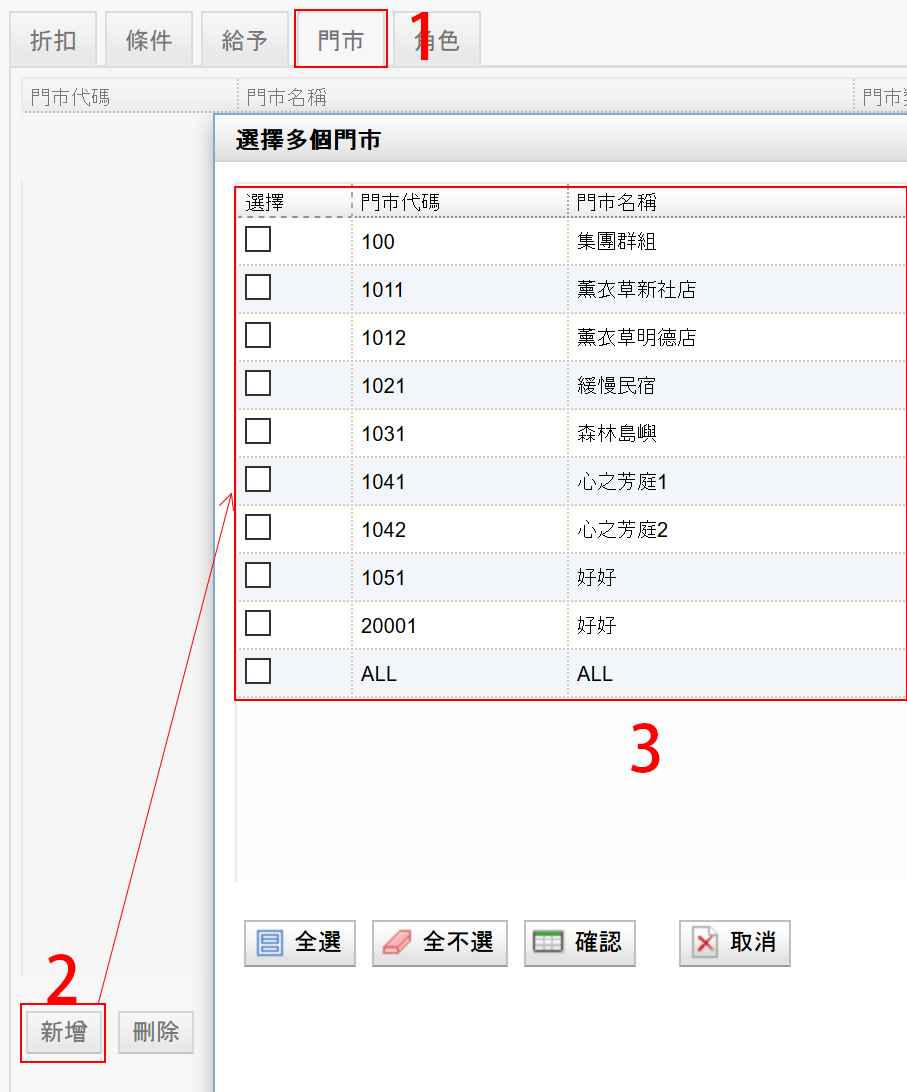 折扣 條件 給予 門市 1 角色
門市代碼 門市名稱 門市
選擇多個門市
選擇 門市代碼 門市名稱
100 集團群組
1011 薰衣草新社店
1012 薰衣草明德店
1021 緩慢民宿
1031 森林島嶼
1041 心之芳庭1
1042 心之芳庭2
1051 好好
20001 好好
ALL ALL
3
全選 全不選 確認 取消
2
新增 刪除